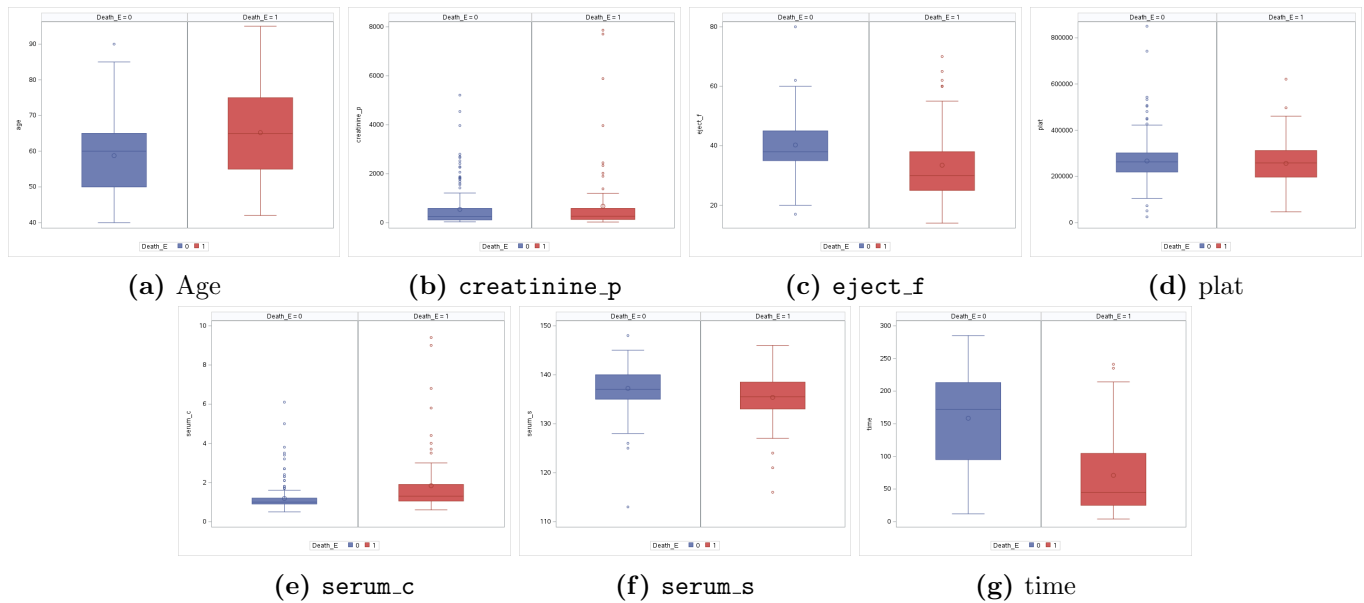 Death_E = 0 Death_E = 1
90
80
70
60
50
40
age
Death_E 0 1
(a) Age
Death_E = 0 Death_E = 1
8000
6000
4000
2000
0
creatinine_p
Death_E 0 1
(b) creatinine_p
Death_E = 0 Death_E = 1
80
60
40
20
eject_f
Death_E 0 1
(c) eject_f
Death_E = 0 Death_E = 1
800000
600000
400000
200000
0
plat
Death_E 0 1
(d) plat
Death_E = 0 Death_E = 1
10
8
6
4
2
0
serum_c
Death_E 0 1
(e) serum_c
Death_E = 0 Death_E = 1
150
140
130
120
110
serum_s
Death_E 0 1
(f) serum_s
Death_E = 0 Death_E = 1
300
250
200
150
100
50
0
time
Death_E 0 1
(g) time